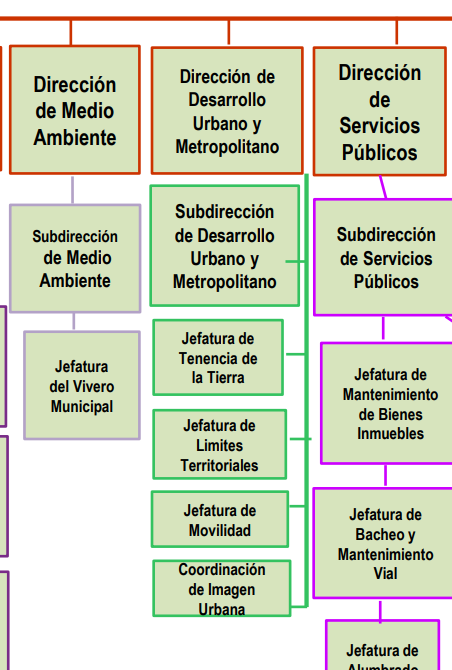 Dirección
de Medio
Ambiente
Subdirección
de Medio
Ambiente
Jefatura
del Vivero
Municipal
Dirección de
Desarrollo
Urbano y
Metropolitano
Subdirección
de Desarrollo
Urbano y
Metropolitano
Jefatura de
Tenencia de
la Tierra
Jefatura de
Limites
Territoriales
Jefatura de
Movilidad
Coordinación
de Imagen
Urbana
Dirección
de
Servicios
Públicos
Subdirección
de Servicios
Públicos
Jefatura de
Mantenimiento
de Bienes
Inmuebles
Jefatura de
Bacheo y
Mantenimiento
Vial
Jefatura de
Alumbrado